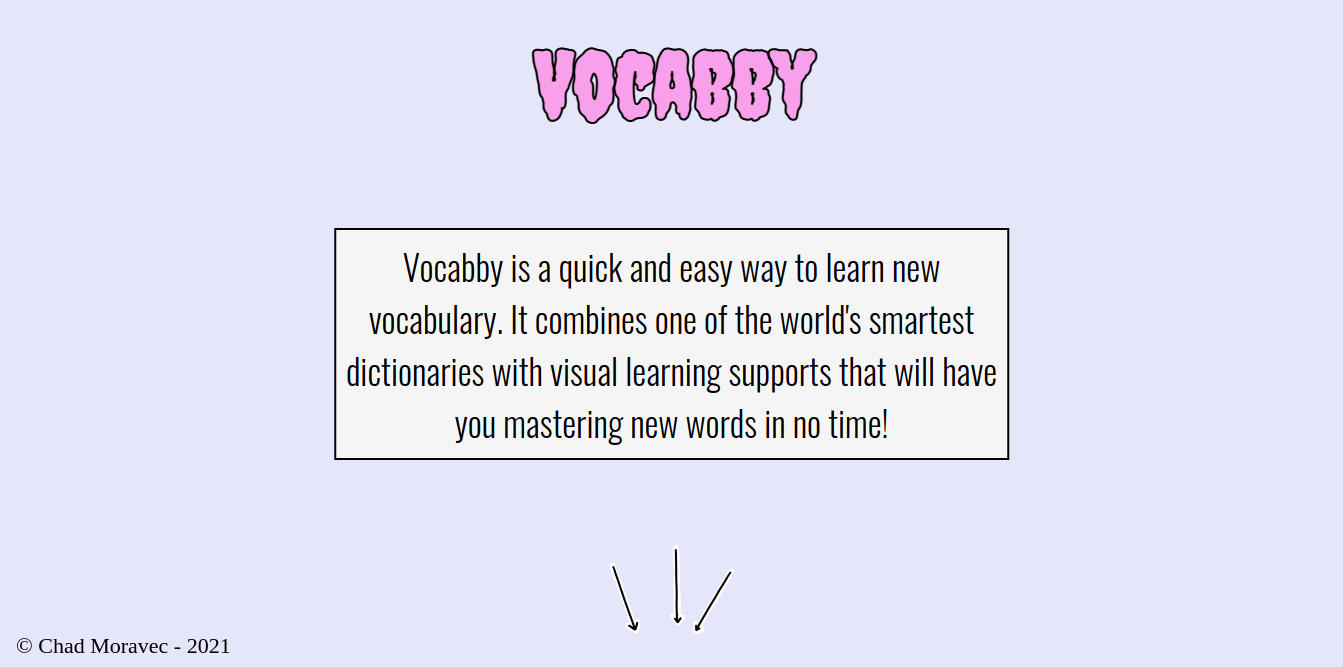 VOCABBY
Vocabby is a quick and easy way to learn new
vocabulary. It combines one of the world's smartest
dictionaries with visual learning supports that will have
you mastering new words in no time!
© Chad Moravec - 2021